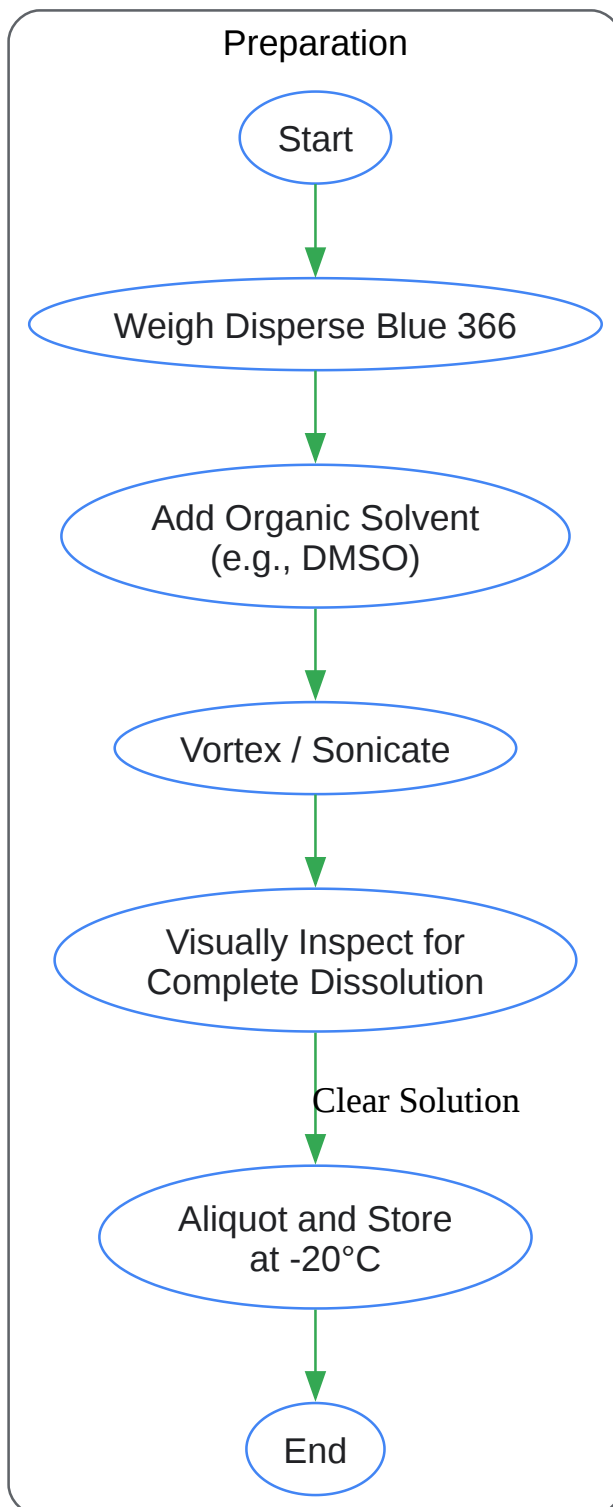 Preparation
Start
Weigh Disperse Blue 366
Add Organic Solvent
(e.g., DMSO)
Vortex / Sonicate
Visually Inspect for
Complete Dissolution
Clear Solution
Aliquot and Store
at -20°C
End